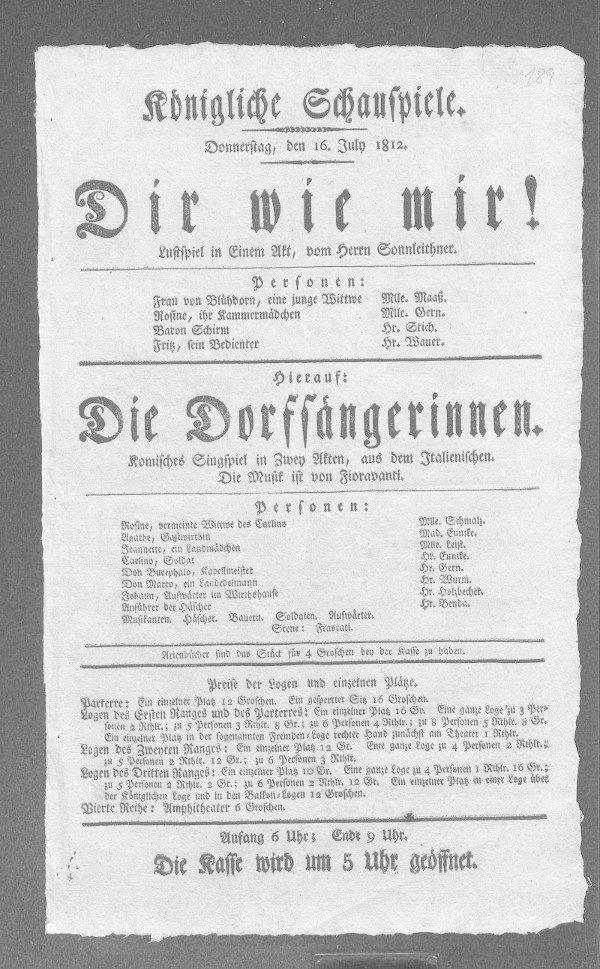 189
Königliche Schauspiele.
Donnerstag, den 16. July 1812.
Dir wie mir!
Lustspiel in Einem Akt, vom Herrn Sonnleithner.
Personen:
Frau von Blühdorn, eine junge Wittwe Mlle. Maaß.
Rosine, ihr Kammermädchen Mlle. Gern.
Baron Schirm Hr. Stich.
Fritz, sein Bedienter Hr. Wauer.
Hierauf:
Die Dorfsängerinnen.
Komisches Singspiel in Zwey Akten, aus dem Italienischen.
Die Musik ist von Fioravanti.
Personen:
Rosine, vermeinte Wittwe des Carlino Mlle. Schmalz.
Agathe, Gastwirthin Mad. Eunike.
Jeannette, ein Landmädchen Mlle. Leist.
Carlino, Soldat Hr. Eunike.
Don Bucephalo, Kapellmeister Hr. Gern.
Don Marco, ein Landedelmann Hr. Wurm.
Johann, Aufwärter im Wirthshause Hr. Holzbecher.
Anführer der Häscher Hr. Benda.
Musikanten. Häscher. Bauern. Soldaten. Aufwärter.
Scene: Frascati.
Arienbücher sind das Stück für 4 Groschen bey der Kasse zu haben.
Preise der Logen und einzelnen Plätze.
Parterre: Ein einzelner Platz 12 Groschen. Ein gesperrter Sitz 16 Groschen.
Logen des Ersten Ranges und des Parterres: Ein einzelner Platz 16 Gr. Eine ganze Loge zu 3 Per-
sonen 2 Rthlr.; zu 5 Personen 3 Rthlr. 8 Gr.; zu 6 Personen 4 Rthlr.; zu 8 Personen 5 Rthlr. 8 Gr.
Ein einzelner Platz in der sogenannten Fremden-Loge rechter Hand zunächst am Theater 1 Rthlr.
Logen des Zweyten Ranges: Ein einzelner Platz 12 Gr. Eine ganze Loge zu 4 Personen 2 Rthlr.;
zu 5 Personen 2 Rthlr. 12 Gr.; zu 6 Personen 3 Rthlr.
Logen des Dritten Ranges: Ein einzelner Platz 10 Gr. Eine ganze Loge zu 4 Personen 1 Rthlr. 16 Gr.;
zu 5 Personen 2 Rthlr. 2 Gr.; zu 6 Personen 2 Rthlr. 12 Gr. Ein einzelner Platz in einer Loge über
der Königlichen Loge und in den Balkon-Logen 12 Groschen.
Vierte Reihe: Amphitheater 6 Groschen.
Anfang 6 Uhr; Ende 9 Uhr.
Die Kasse wird um 5 Uhr geöffnet.